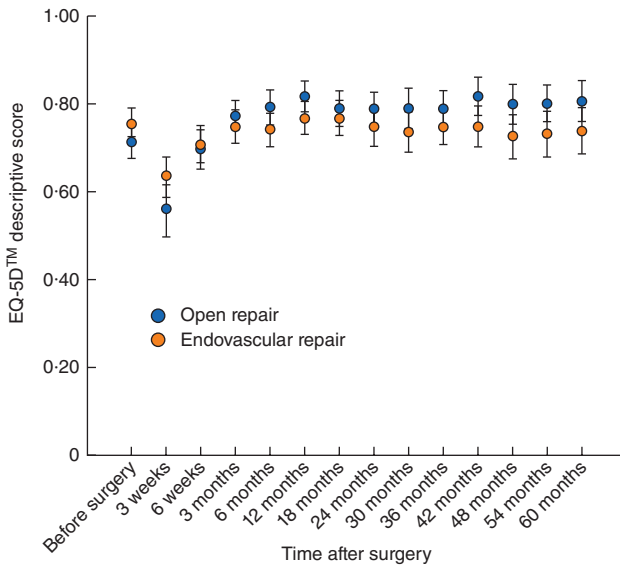 1·00
0·80
0·60
0·40
0·20
0
EQ-5D™ descriptive score
Open repair
Endovascular repair
Before surgery
3 weeks
6 weeks
3 months
6 months
12 months
18 months
24 months
30 months
36 months
42 months
48 months
54 months
60 months
Time after surgery